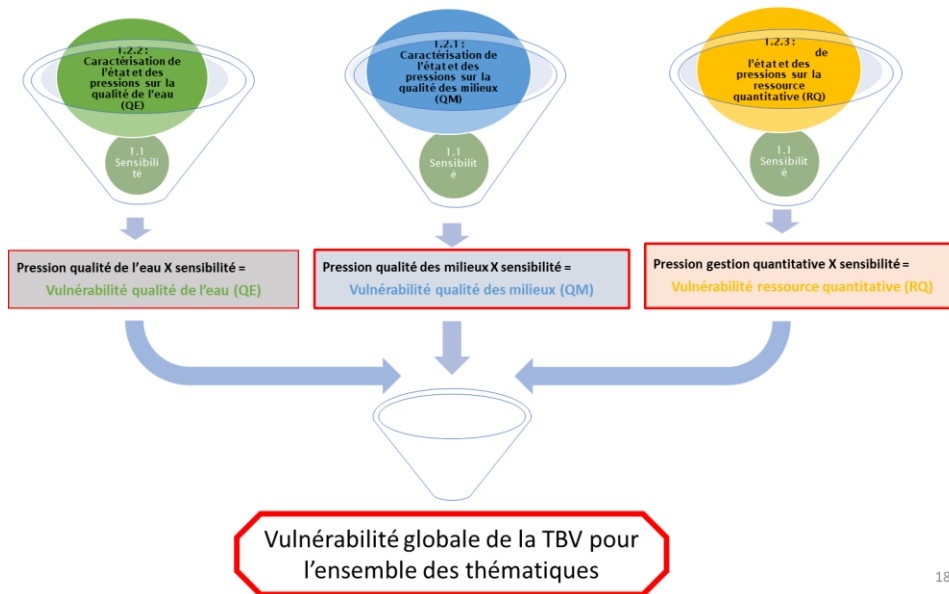 1.2.2 :
Caractérisation de
l'état et des
pressions sur la
qualité de l'eau
(QE)
1.1
Sensibili
té
1.2.1 :
Caractérisation de
l'état et des
pressions sur la
qualité des milieux
(QM)
1.1
Sensibilit
é
1.2.3 :
de
l'état et des
pressions sur la
ressource
quantitative (RQ)
1.1
Sensibilit
é
Pression qualité de l'eau X sensibilité =
Vulnérabilité qualité de l'eau (QE)
Pression qualité des milieux X sensibilité =
Vulnérabilité qualité des milieux (QM)
Pression gestion quantitative X sensibilité =
Vulnérabilité ressource quantitative (RQ)
Vulnérabilité globale de la TBV pour
l'ensemble des thématiques
18